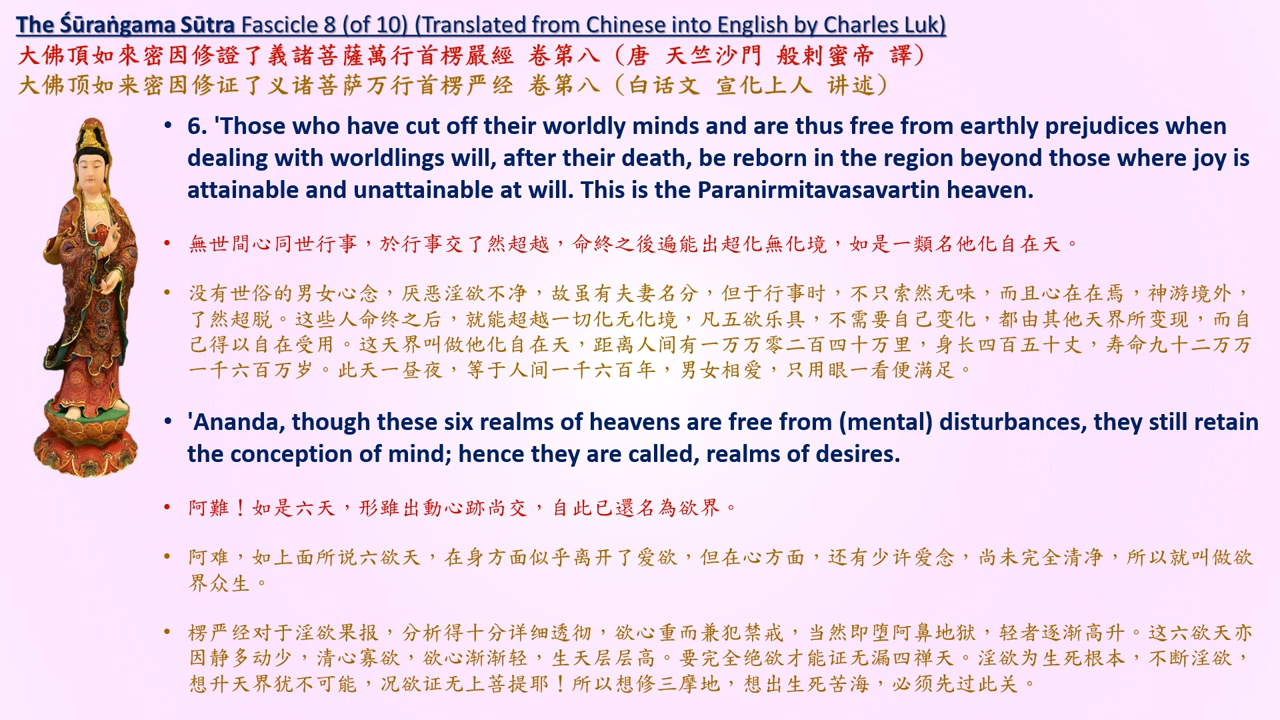 The Śūraṅgama Sūtra Fascicle 8 (of 10) (Translated from Chinese into English by Charles Luk)
大佛頂如來密因修證了義諸菩薩萬行首楞嚴經 卷第八（唐 天竺沙門 般剌蜜帝 譯）
大佛顶如来密因修证了义诸菩萨万行首楞严经 卷第八（白话文 宣化上人 讲述）
• 6. 'Those who have cut off their worldly minds and are thus free from earthly prejudices when
dealing with worldlings will, after their death, be reborn in the region beyond those where joy is
attainable and unattainable at will. This is the Paranirmitavasavartin heaven.
• 無世間心同世行事，於行事交了然超越，命終之後遍能出超化無化境，如是一類名他化自在天。
• 没有世俗的男女心念，厌恶淫欲不净，故虽有夫妻名分，但于行事时，不只索然无味，而且心在在焉，神游境外，
了然超脱。这些人命终之后，就能超越一切化无化境，凡五欲乐具，不需要自己变化，都由其他天界所变现，而自
己得以自在受用。这天界叫做他化自在天，距离人间有一万万零二百四十万里，身长四百五十丈，寿命九十二万万
一千六百万岁。此天一昼夜，等于人间一千六百年，男女相爱，只用眼一看便满足。
• 'Ananda, though these six realms of heavens are free from (mental) disturbances, they still retain
the conception of mind; hence they are called, realms of desires.
• 阿難！如是六天，形雖出動心跡尚交，自此已還名為欲界。
• 阿难，如上面所说六欲天，在身方面似乎离开了爱欲，但在心方面，还有少许爱念，尚未完全清净，所以就叫做欲
界众生。
• 楞严经对于淫欲果报，分析得十分详细透彻，欲心重而兼犯禁戒，当然即堕阿鼻地狱，轻者逐渐高升。这六欲天亦
因静多动少，清心寡欲，欲心渐渐轻，生天层层高。要完全绝欲才能证无漏四禅天。淫欲为生死根本，不断淫欲，
想升天界犹不可能，况欲证无上菩提耶！所以想修三摩地，想出生死苦海，必须先过此关。